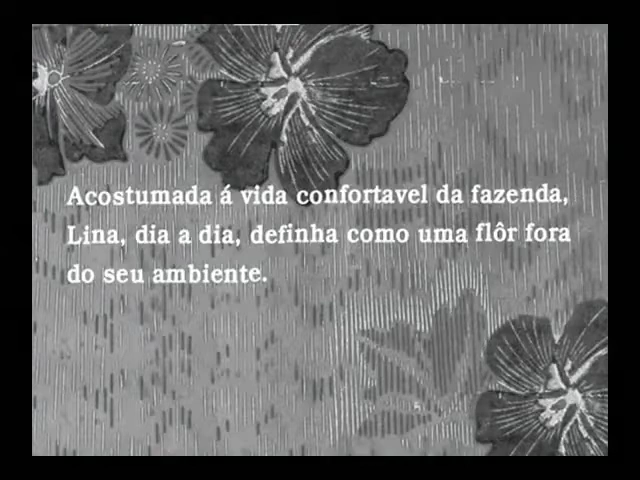 Acostumada á vida confortavel da fazenda,
Lina, dia a dia, definha como uma flôr fora
do seu ambiente.